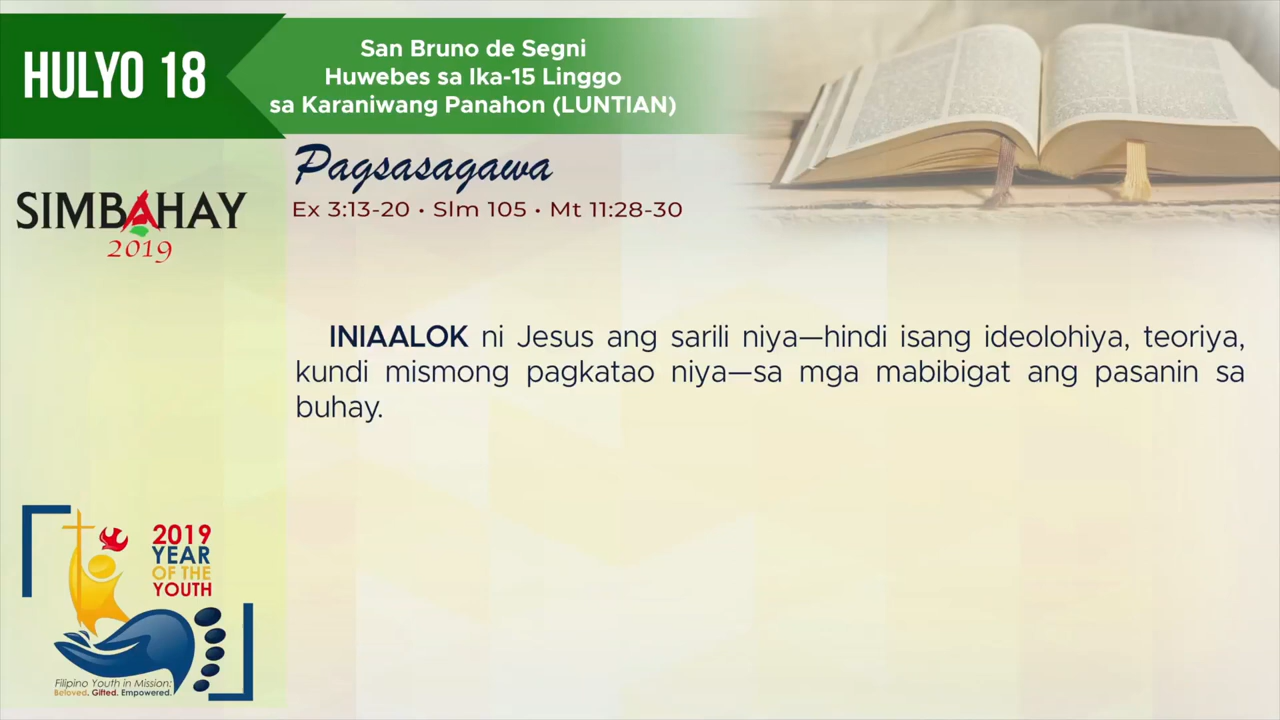 HULYO 18
San Bruno de Segni
Huwebes sa Ika-15 Linggo
sa Karaniwang Panahon (LUNTIAN)
Pagsasagawa
Ex 3:13-20 • Slm 105 • Mt 11:28-30
SIMBAHAY
2019
INIAALOK ni Jesus ang sarili niya—hindi isang ideolohiya, teoriya,
kundi mismong pagkatao niya—sa mga mabibigat ang pasanin sa
buhay.
2019
YEAR
OF THE
YOUTH
Filipino Youth in Mission:
Beloved. Gifted. Empowered.